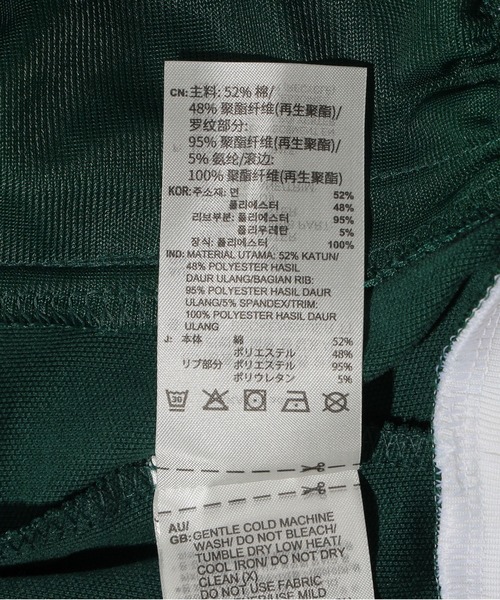 CN: 主料: 52% 棉/
48% 聚酯纤维(再生聚酯)/
罗纹部分:
95% 聚酯纤维(再生聚酯)/
5% 氨纶/滚边:
100% 聚酯纤维(再生聚酯)
KOR: 주소재: 면 52%
폴리에스터 48%
리브부분: 폴리에스터 95%
폴리우레탄 5%
장식: 폴리에스터 100%
IND: MATERIAL UTAMA: 52% KATUN/
48% POLYESTER HASIL
DAUR ULANG/BAGIAN RIB:
95% POLYESTER HASIL DAUR
ULANG/5% SPANDEX/TRIM:
100% POLYESTER HASIL DAUR
ULANG
J: 本体 綿 52%
ポリエステル 48%
リブ部分 ポリエステル 95%
ポリウレタン 5%
30
AU/
GB: GENTLE COLD MACHINE
WASH/ DO NOT BLEACH/
TUMBLE DRY LOW HEAT/
COOL IRON/ DO NOT DRY
CLEAN (X)
DO NOT USE FABRIC
USE MILD